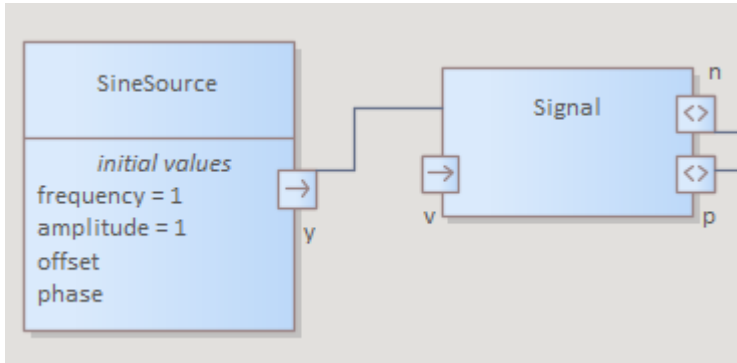 SineSource
initial values
frequency = 1
amplitude = 1
offset
phase
y
Signal
n
v
p